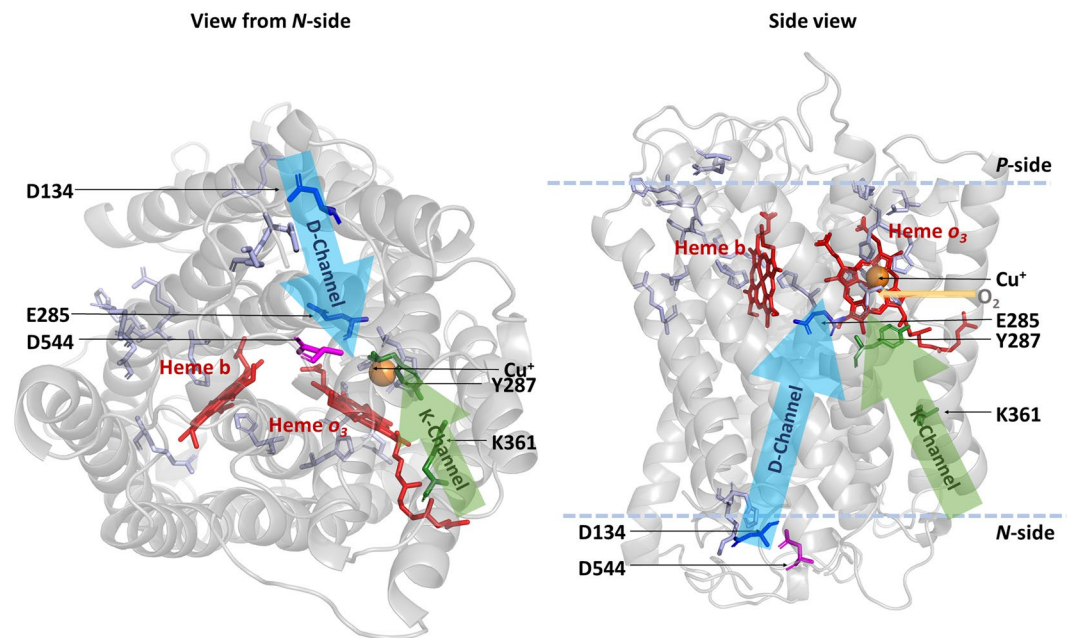 View from N-side
D134
D-Channel
E285
D544
Heme b
Cu⁺
Y287
Heme o₃
K361
K-Channel
Side view
P-side
Heme b
Heme o₃
Cu⁺
O₂
E285
Y287
K361
D-Channel
K-Channel
D134
N-side
D544